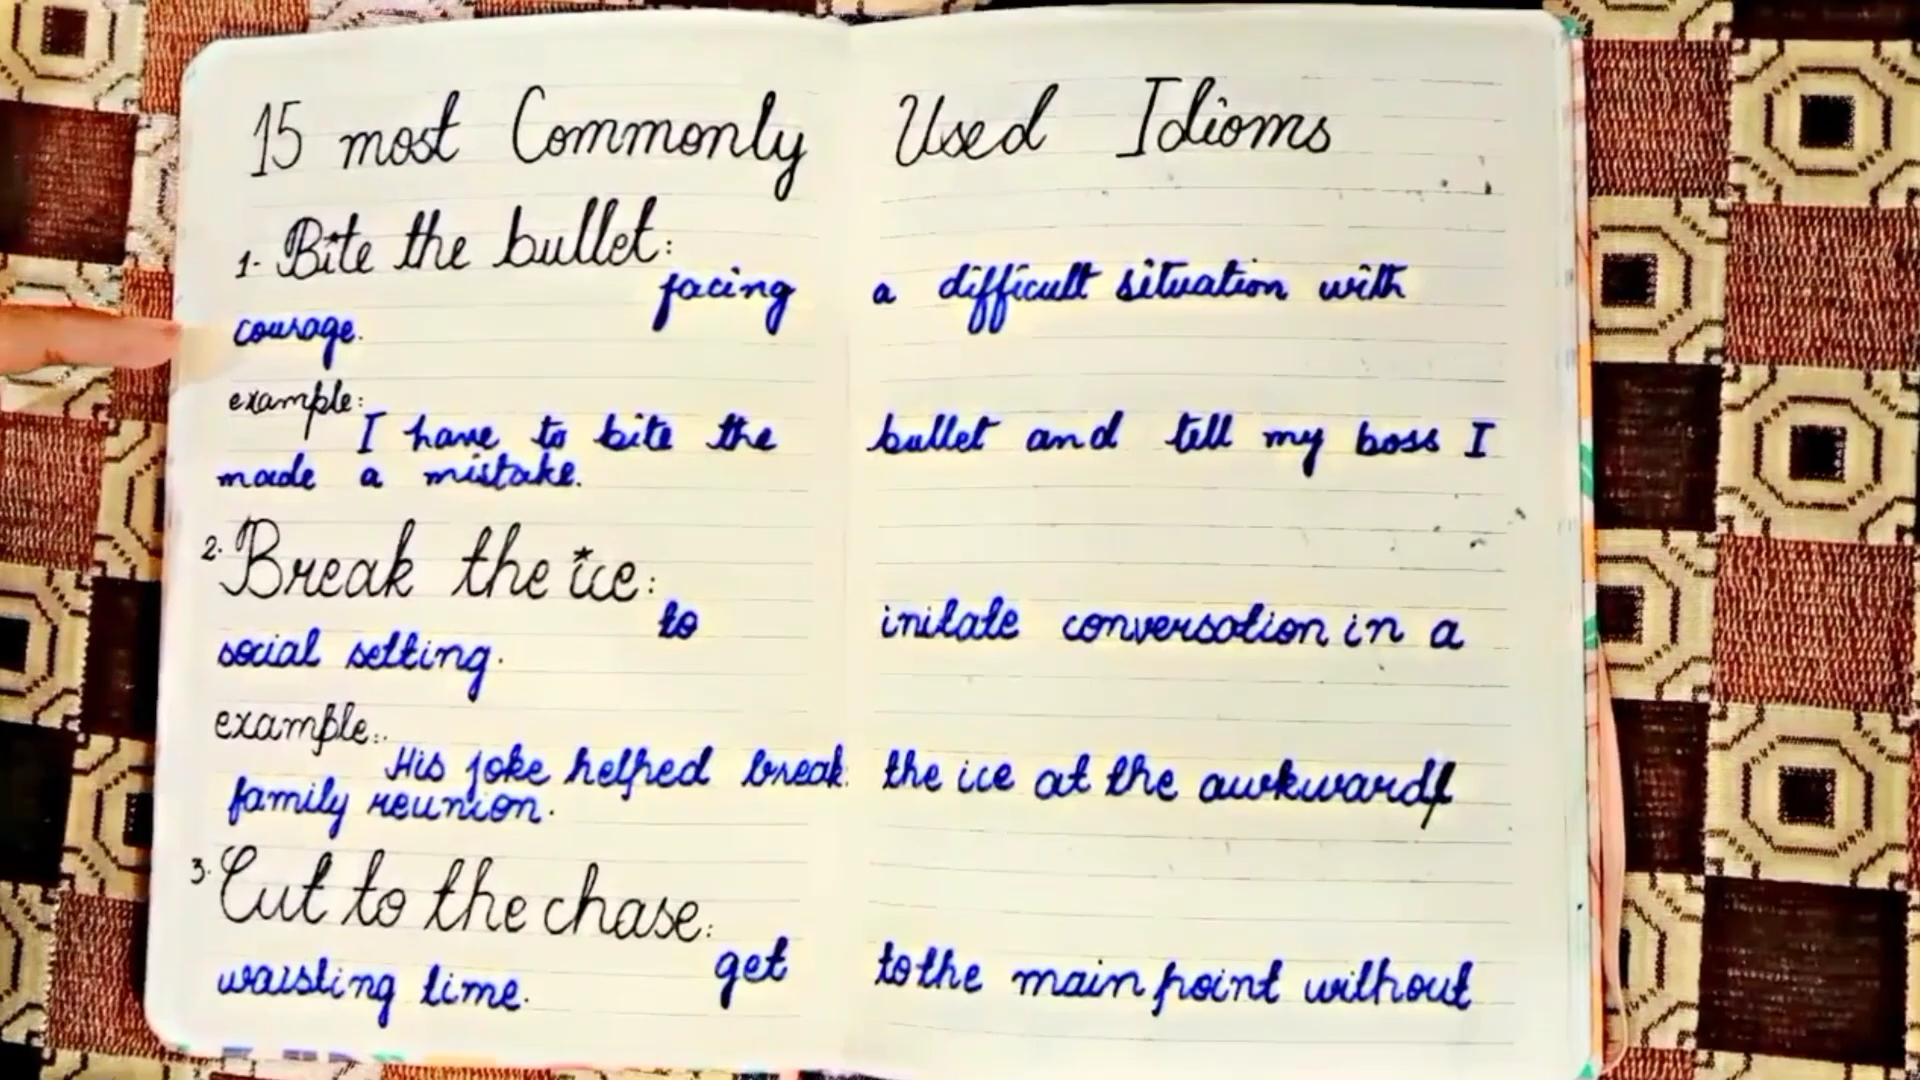 15 most Commonly Used Idioms
1. Bite the bullet:
facing a difficult situation with
courage.
example:
I have to bite the bullet and tell my boss I
made a mistake.
2. Break the ice:
to initate conversation in a
social setting.
example:
His joke helped break the ice at the awkward
family reunion.
3. Cut to the chase:
get to the main point without
waisting time.